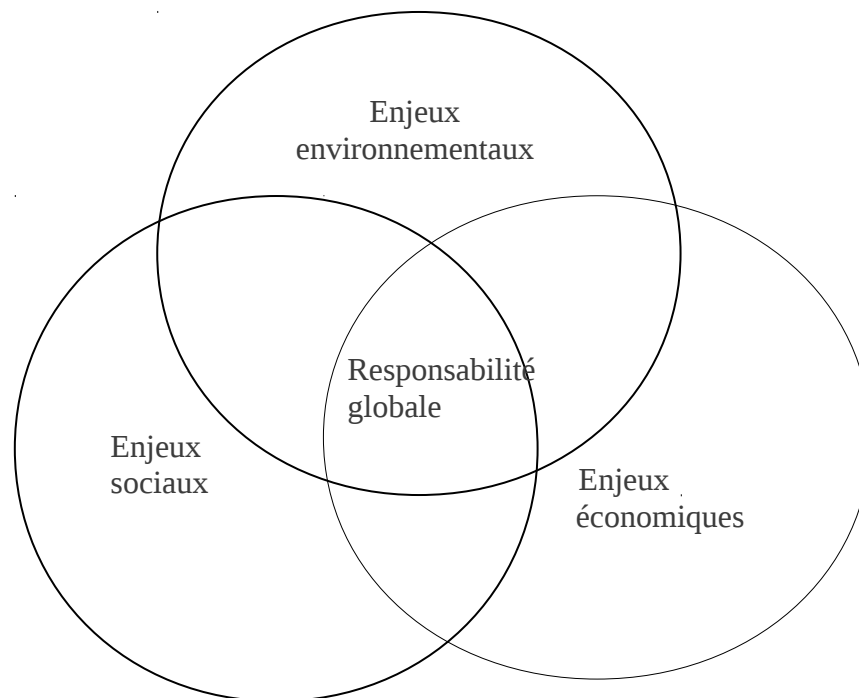 Enjeux
environnementaux
Responsabilité
globale
Enjeux
sociaux
Enjeux
économiques